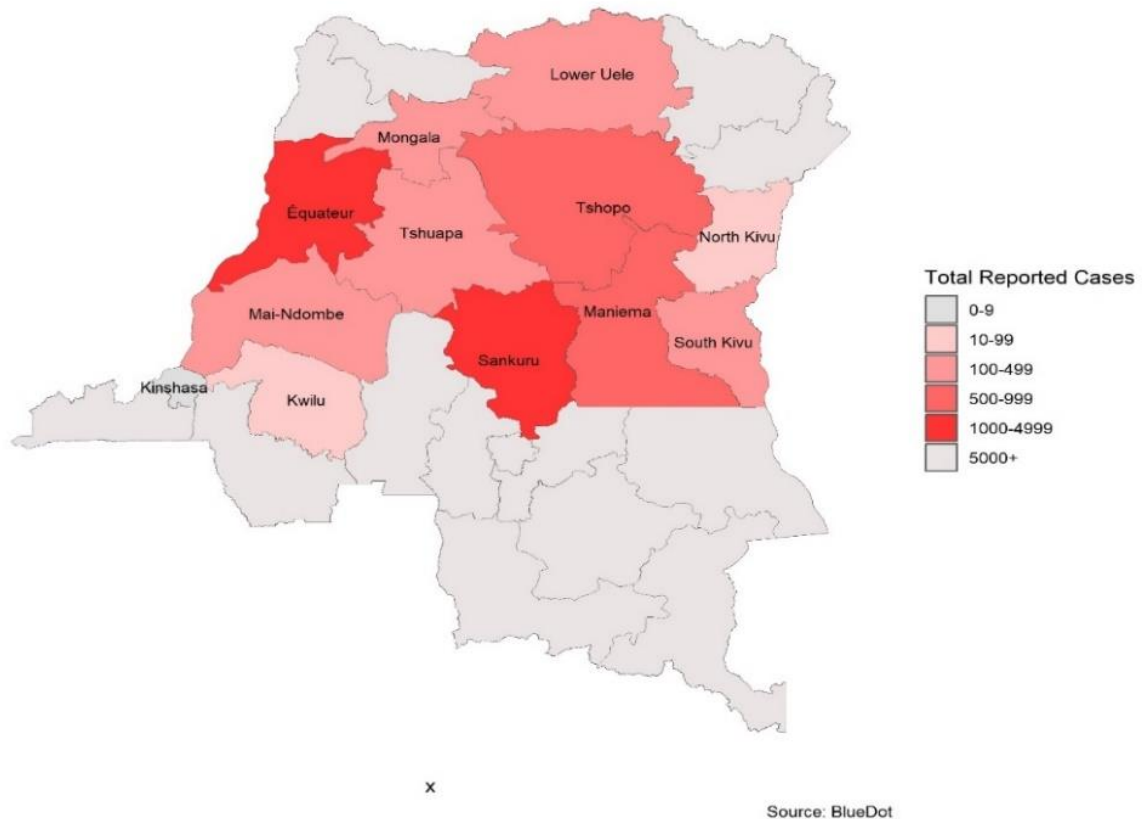 Lower Uele
Mongala
Équateur
Tshopo
Tshuapa
North Kivu
Mai-Ndombe
Maniema
South Kivu
Sankuru
Kinshasa
Kwilu
Total Reported Cases
0-9
10-99
100-499
500-999
1000-4999
5000+
x
Source: BlueDot